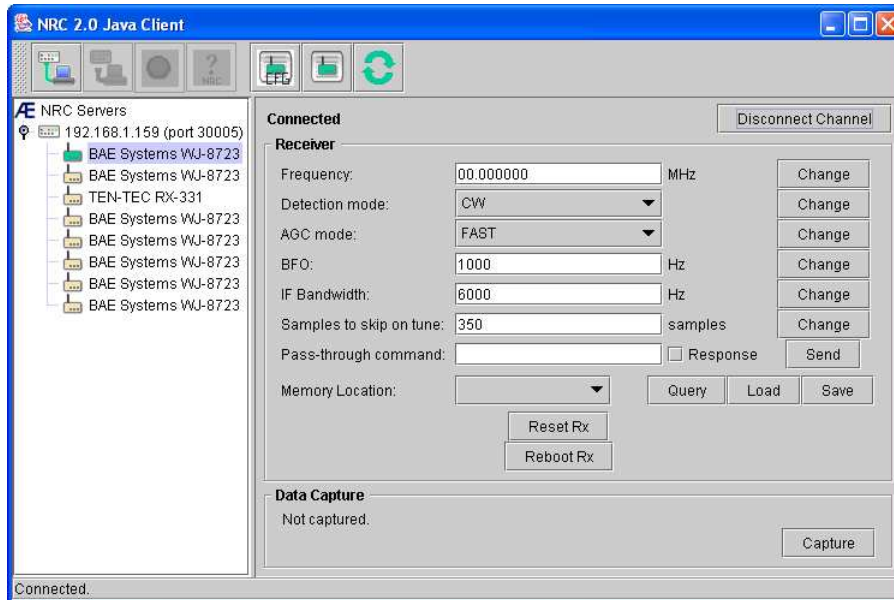 NRC 2.0 Java Client
CFG
NRC Servers
192.168.1.159 (port 30005)
BAE Systems WJ-8723
BAE Systems WJ-8723
TEN-TEC RX-331
BAE Systems WJ-8723
BAE Systems WJ-8723
BAE Systems WJ-8723
BAE Systems WJ-8723
BAE Systems WJ-8723
Connected Disconnect Channel
Receiver
Frequency: 00.000000 MHz Change
Detection mode: CW Change
AGC mode: FAST Change
BFO: 1000 Hz Change
IF Bandwidth: 6000 Hz Change
Samples to skip on tune: 350 samples Change
Pass-through command: Response Send
Memory Location: Query Load Save
Reset Rx
Reboot Rx
Data Capture
Not captured.
Capture
Connected.